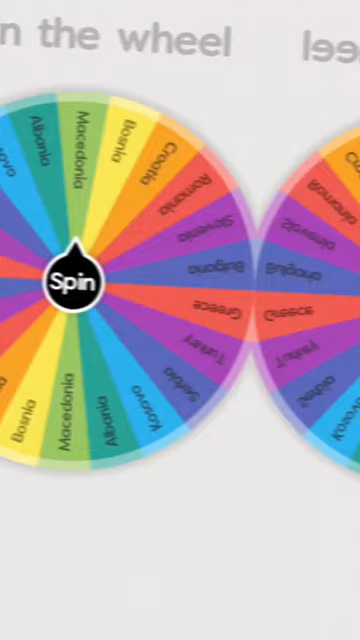 n the wheel
Albania
Macedonia
Bosnia
Croatia
Romania
Slovenia
Bulgaria
Greece
Turkey
Serbia
Kosovo
Albania
Macedonia
Bosnia
Spin